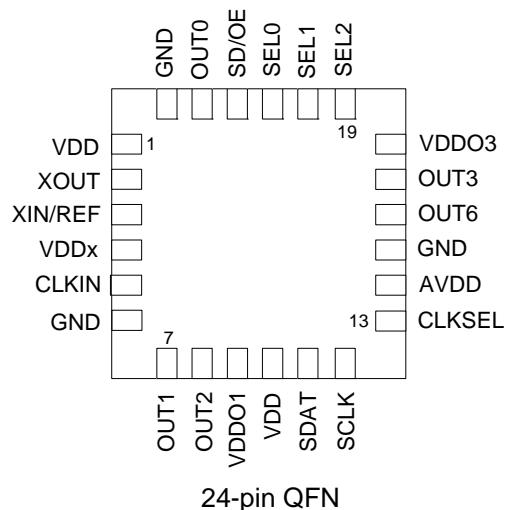 GND
OUT0
SD/OE
SEL0
SEL1
SEL2
VDD
1
19
VDDO3
XOUT
OUT3
XIN/REF
OUT6
VDDx
GND
CLKIN
AVDD
GND
13
CLKSEL
7
OUT1
OUT2
VDDO1
VDD
SDAT
SCLK
24-pin QFN